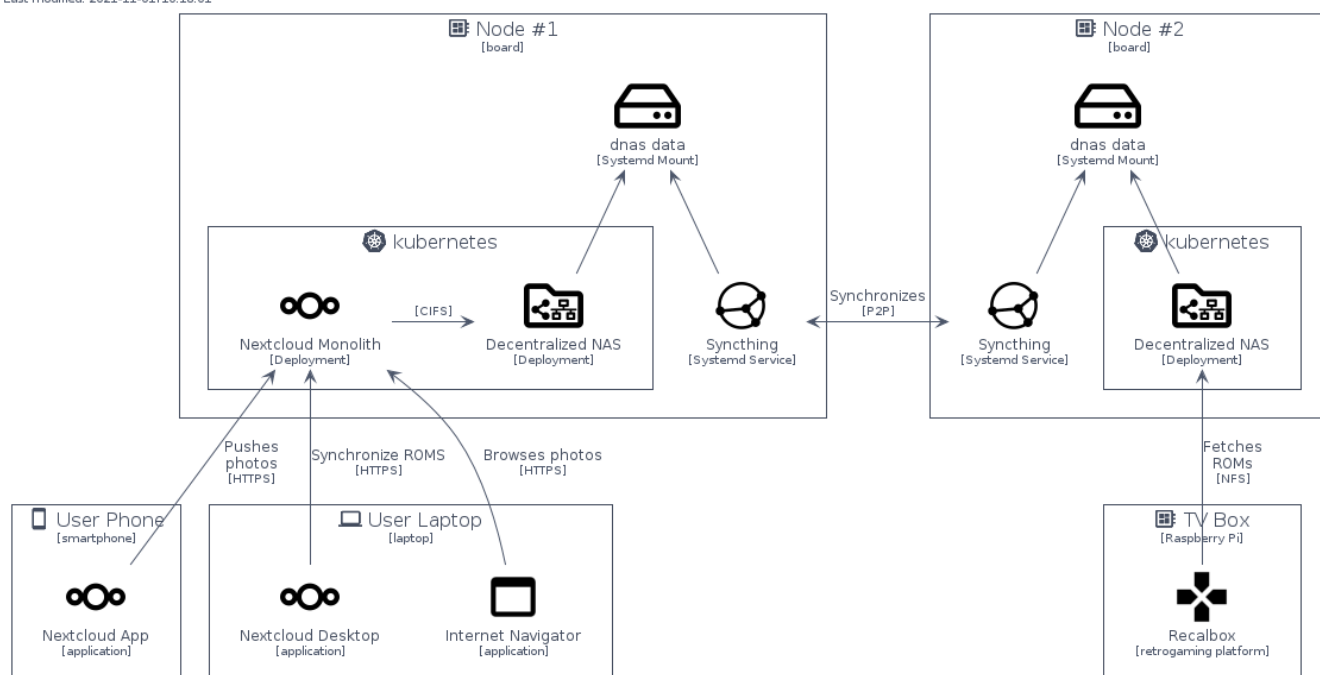 Node #1
[board]
Node #2
[board]
dnas data
[Systemd Mount]
dnas data
[Systemd Mount]
kubernetes
kubernetes
[CIFS]
Nextcloud Monolith
[Deployment]
Decentralized NAS
[Deployment]
Syncthing
[Systemd Service]
Synchronizes
[P2P]
Syncthing
[Systemd Service]
Decentralized NAS
[Deployment]
Pushes
photos
[HTTPS]
Synchronize ROMS
[HTTPS]
Browses photos
[HTTPS]
Fetches
ROMs
[NFS]
User Phone
[smartphone]
User Laptop
[laptop]
TV Box
[Raspberry Pi]
Nextcloud App
[application]
Nextcloud Desktop
[application]
Internet Navigator
[application]
Recalbox
[retrogaming platform]